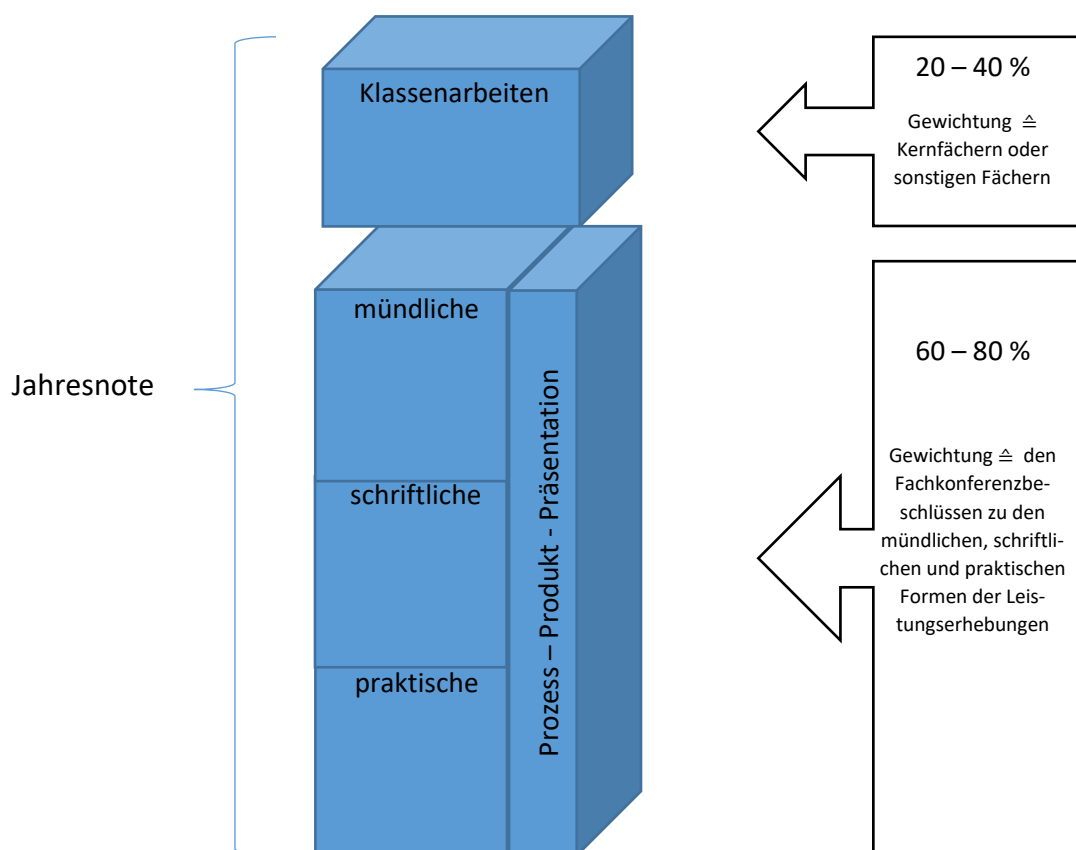 Klassenarbeiten
20 – 40 %
Gewichtung ≙
Kernfächern oder
sonstigen Fächern
Jahresnote
mündliche
schriftliche
praktische
Prozess – Produkt - Präsentation
60 – 80 %
Gewichtung ≙ den
Fachkonferenzbe-
schlüssen zu den
mündlichen, schriftli-
chen und praktischen
Formen der Leis-
tungserhebungen